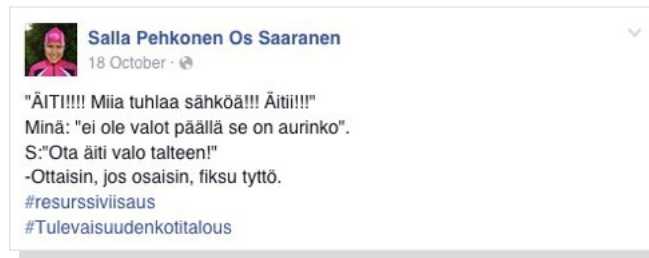 Salla Pehkonen Os Saaranen
18 October ·
"ÄITI!!!! Miia tuhlaa sähköä!!! Äitii!!!"
Minä: "ei ole valot päällä se on aurinko".
S:"Ota äiti valo talteen!"
-Ottaisin, jos osaisin, fiksu tyttö.
#resurssiviisaus
#Tulevaisuudenkotitalous